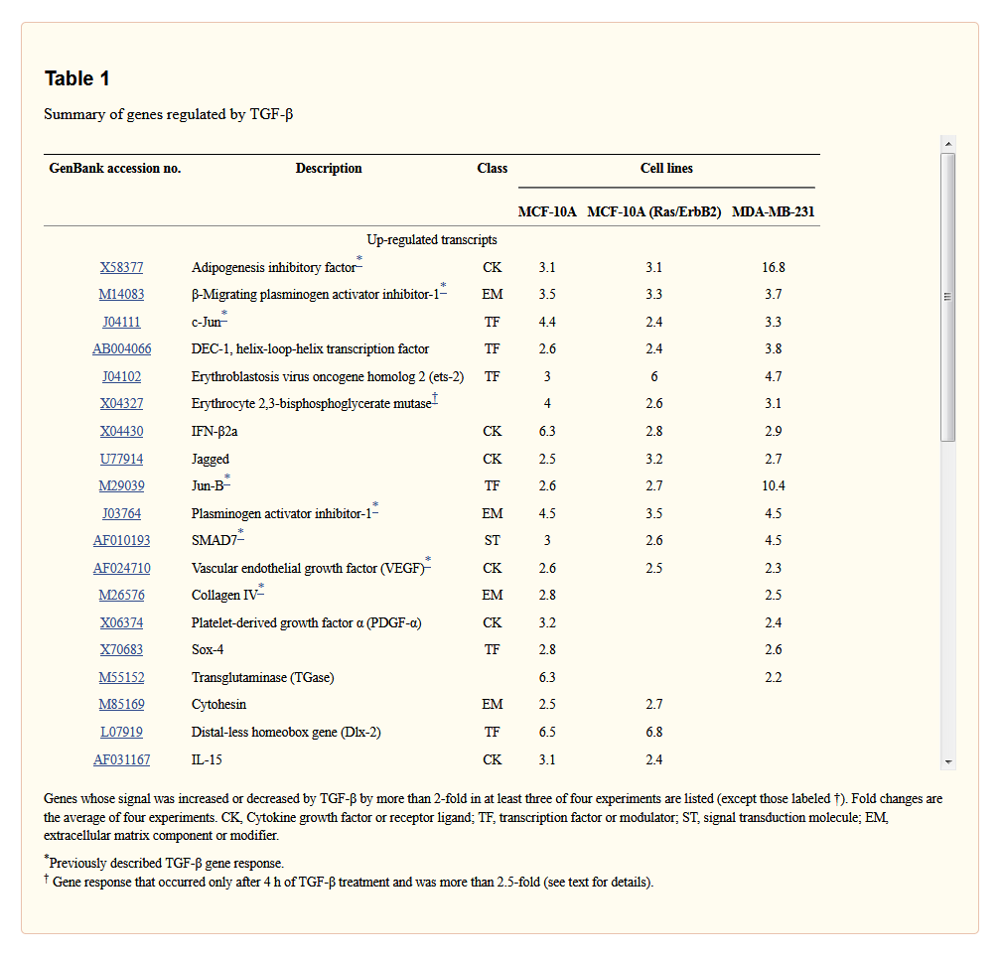 Table 1
Summary of genes regulated by TGF-β
GenBank accession no. Description Class Cell lines
MCF-10A MCF-10A (Ras/ErbB2) MDA-MB-231
Up-regulated transcripts
X58377 Adipogenesis inhibitory factor* CK 3.1 3.1 16.8
M14083 β-Migrating plasminogen activator inhibitor-1* EM 3.5 3.3 3.7
J04111 c-Jun* TF 4.4 2.4 3.3
AB004066 DEC-1, helix-loop-helix transcription factor TF 2.6 2.4 3.8
J04102 Erythroblastosis virus oncogene homolog 2 (ets-2) TF 3 6 4.7
X04327 Erythrocyte 2,3-bisphosphoglycerate mutase† 4 2.6 3.1
X04430 IFN-β2a CK 6.3 2.8 2.9
U77914 Jagged CK 2.5 3.2 2.7
M29039 Jun-B* TF 2.6 2.7 10.4
J03764 Plasminogen activator inhibitor-1* EM 4.5 3.5 4.5
AF010193 SMAD7* ST 3 2.6 4.5
AF024710 Vascular endothelial growth factor (VEGF)* CK 2.6 2.5 2.3
M26576 Collagen IV* EM 2.8 2.5
X06374 Platelet-derived growth factor α (PDGF-α) CK 3.2 2.4
X70683 Sox-4 TF 2.8 2.6
M55152 Transglutaminase (TGase) 6.3 2.2
M85169 Cytohesin EM 2.5 2.7
L07919 Distal-less homeobox gene (Dlx-2) TF 6.5 6.8
AF031167 IL-15 CK 3.1 2.4
Genes whose signal was increased or decreased by TGF-β by more than 2-fold in at least three of four experiments are listed (except those labeled †). Fold changes are
the average of four experiments. CK, Cytokine growth factor or receptor ligand; TF, transcription factor or modulator; ST, signal transduction molecule; EM,
extracellular matrix component or modifier.
*Previously described TGF-β gene response.
† Gene response that occurred only after 4 h of TGF-β treatment and was more than 2.5-fold (see text for details).